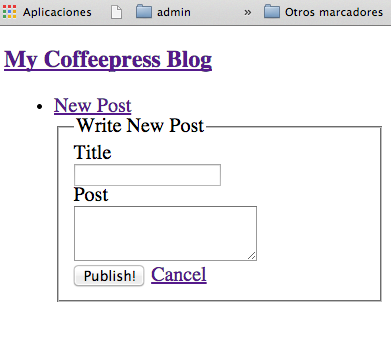 Aplicaciones admin » Otros marcadores
My Coffeepress Blog
New Post
Write New Post
Title
Post
Publish! Cancel